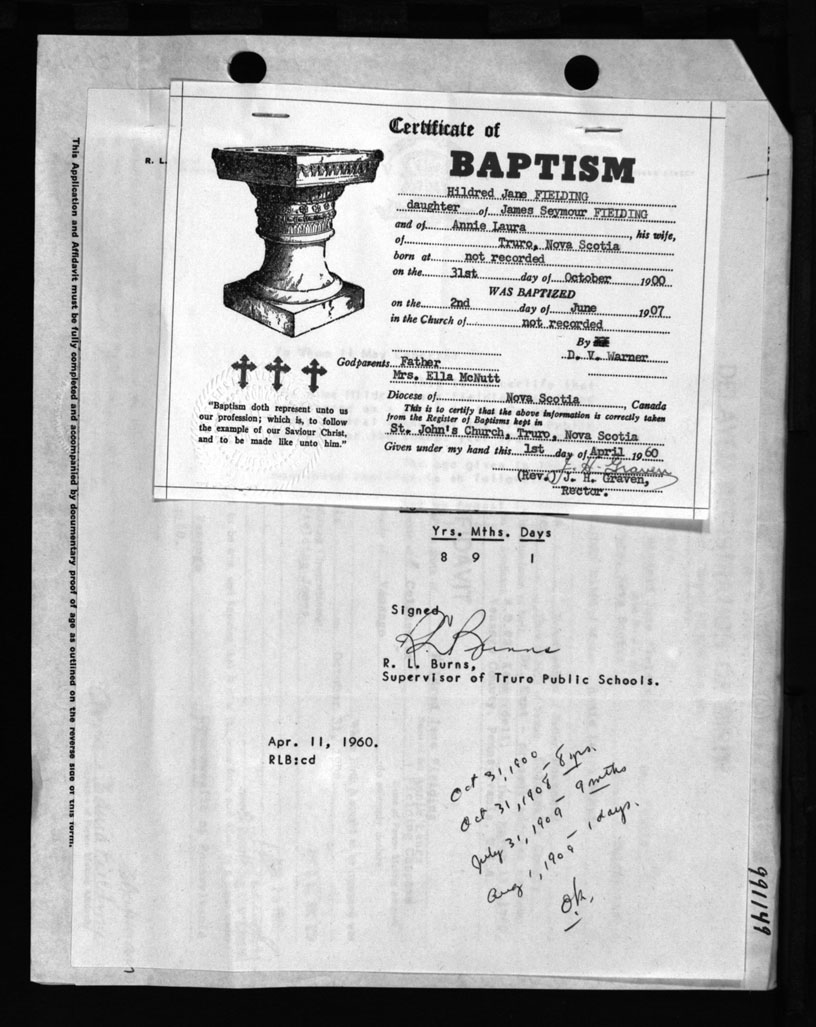 This Application and Affidavit must be fully completed and accompanied by documentary proof of age as outlined on the reverse side of this form.
R. L.
Certificate of
BAPTISM
Hildred Jane FIELDING
daughter of James Seymour FIELDING
and of Annie Laura, his wife,
of Truro, Nova Scotia
born at not recorded
on the 31st day of October 1900
WAS BAPTIZED
on the 2nd day of June 1907
in the Church of not recorded
By
D. V. Warner
Godparents Father
Mrs. Ella McNutt
Diocese of Nova Scotia, Canada
This is to certify that the above information is correctly taken
from the Register of Baptisms kept in
St. John's Church, Truro, Nova Scotia
Given under my hand this 1st day of April 1960
J. H. Graven
(Rev.) J. H. Graven,
Rector.
"Baptism doth represent unto us
our profession; which is, to follow
the example of our Saviour Christ,
and to be made like unto him."
Yrs. Mths. Days
8 9 1
Signed
R L Burns
R. L. Burns,
Supervisor of Truro Public Schools.
Apr. 11, 1960.
RLB:cd
Oct 31, 1900
Oct 31, 1908 - 8 yrs.
July 31, 1909 - 9 mths
Aug 1, 1909 - 1 days.
O.K.
991149